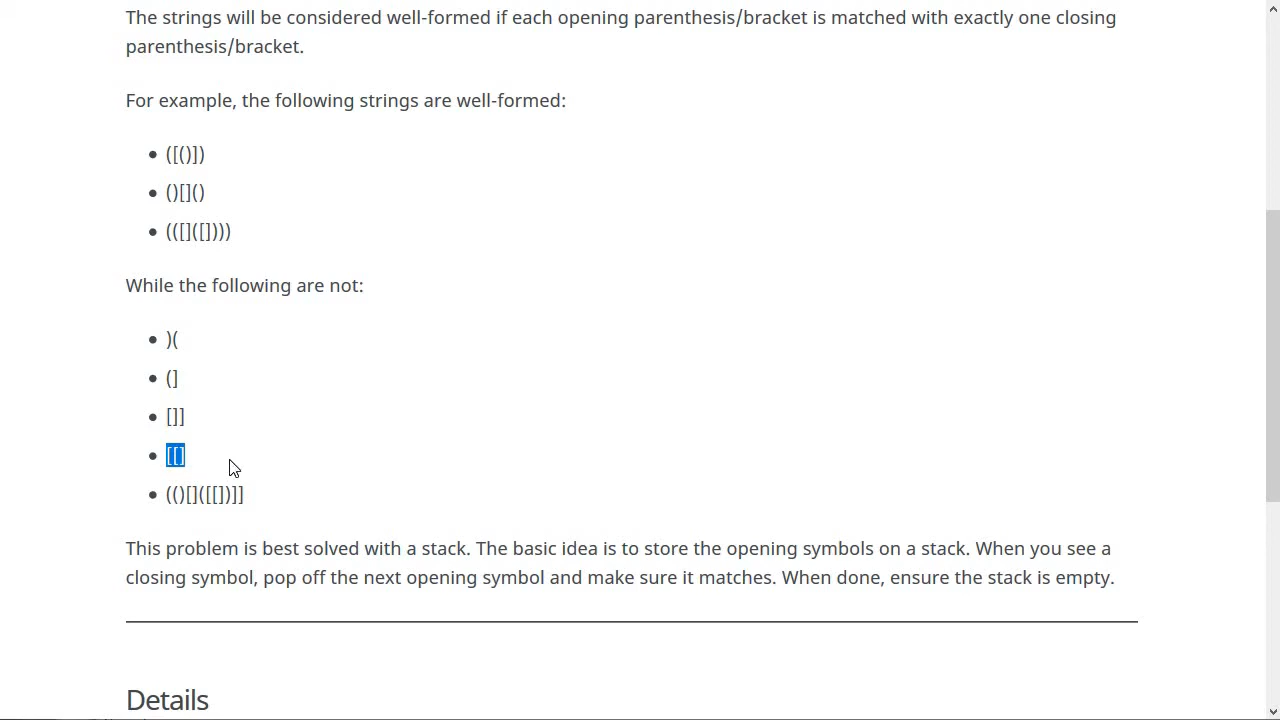 The strings will be considered well-formed if each opening parenthesis/bracket is matched with exactly one closing
parenthesis/bracket.
For example, the following strings are well-formed:
([()])
()[]()
(([]([])))
While the following are not:
)(
(]
[]]
[[]
(()[]([[])]]
This problem is best solved with a stack. The basic idea is to store the opening symbols on a stack. When you see a
closing symbol, pop off the next opening symbol and make sure it matches. When done, ensure the stack is empty.
Details